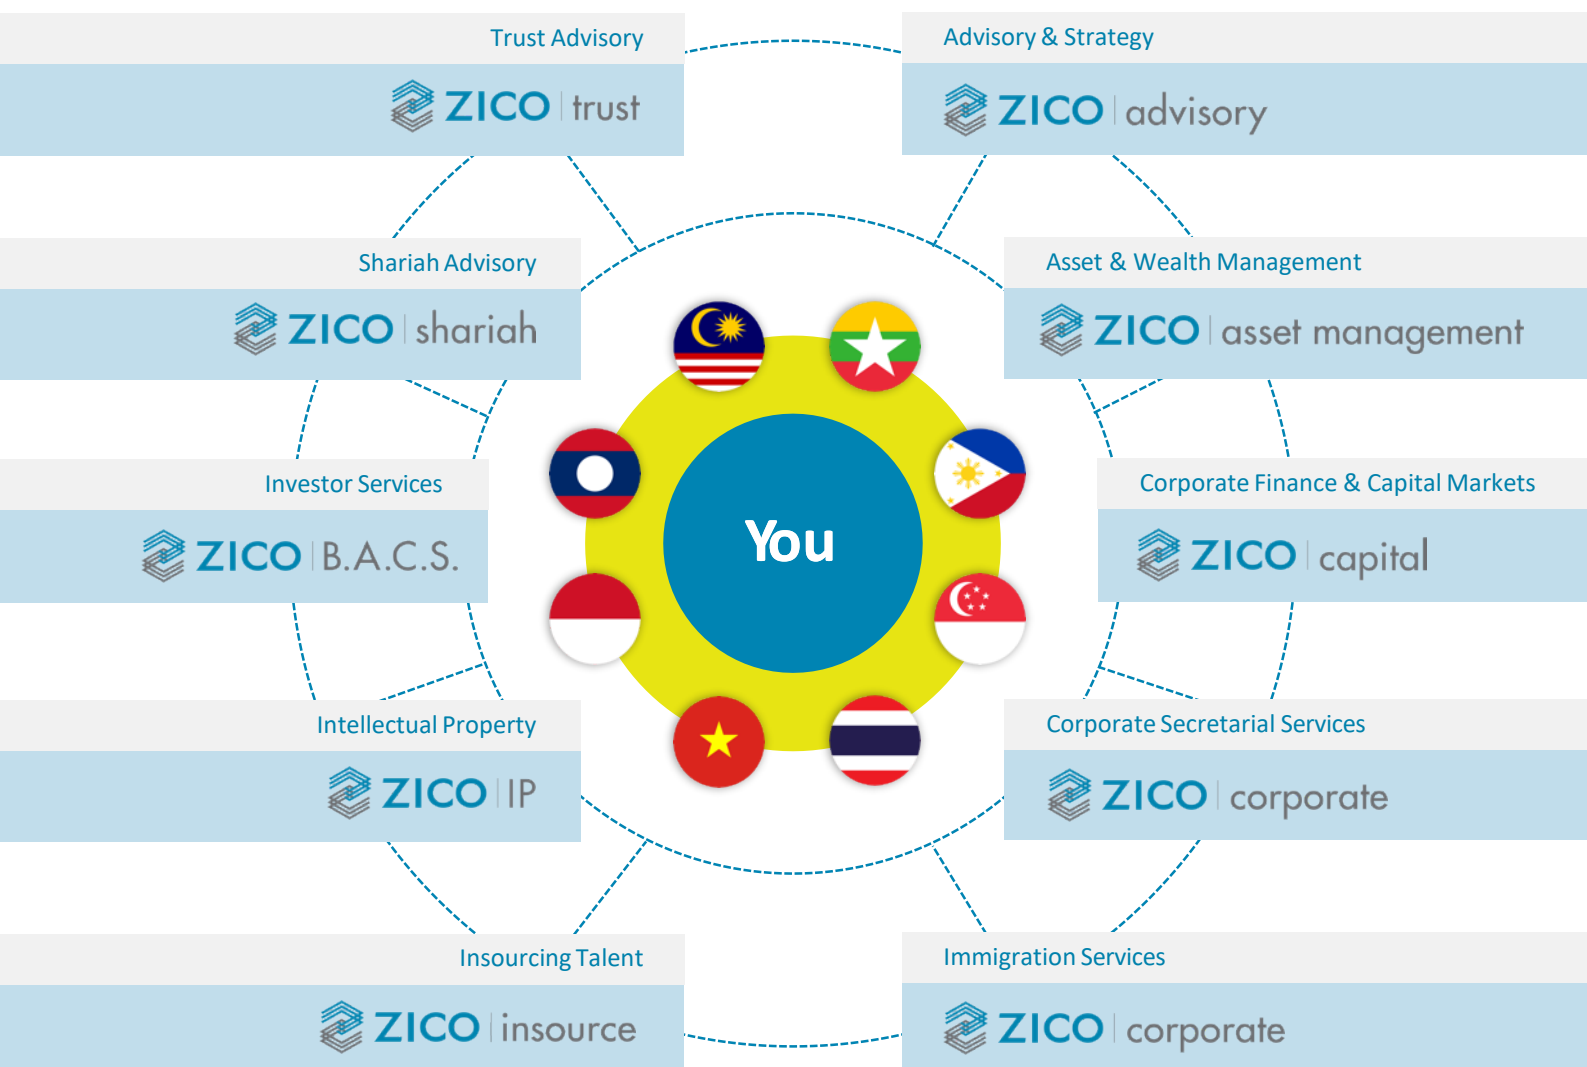 Trust Advisory
ZICO | trust
Advisory & Strategy
ZICO | advisory
Shariah Advisory
ZICO | shariah
Asset & Wealth Management
ZICO | asset management
Investor Services
ZICO | B.A.C.S.
You
Corporate Finance & Capital Markets
ZICO | capital
Intellectual Property
ZICO | IP
Corporate Secretarial Services
ZICO | corporate
Insourcing Talent
ZICO | insource
Immigration Services
ZICO | corporate